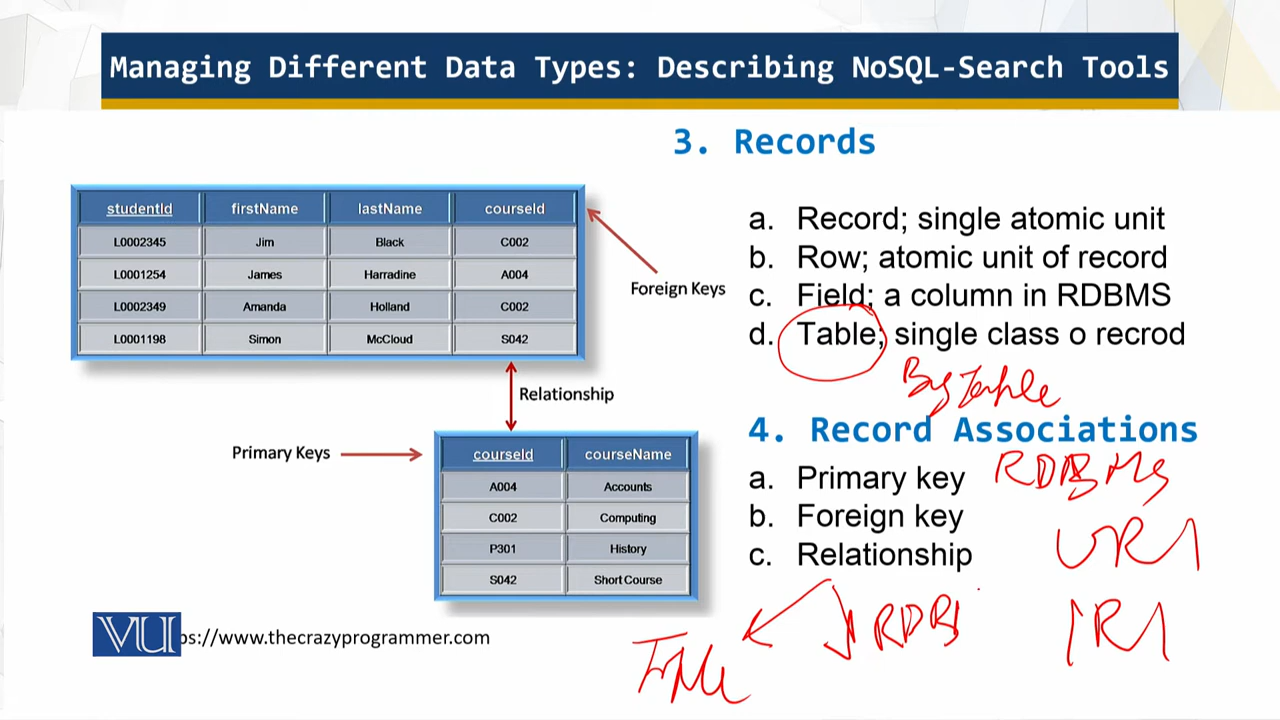 Managing Different Data Types: Describing NoSQL-Search Tools
3. Records
a. Record; single atomic unit
b. Row; atomic unit of record
c. Field; a column in RDBMS
d. Table; single class o recrod
Big Table
4. Record Associations
a. Primary key
b. Foreign key
c. Relationship
RDBMS
URI
IRI
RDB
studentId firstName lastName courseId
L0002345 Jim Black C002
L0001254 James Harradine A004
L0002349 Amanda Holland C002
L0001198 Simon McCloud S042
Foreign Keys
Relationship
Primary Keys
courseId courseName
A004 Accounts
C002 Computing
P301 History
S042 Short Course
VU ps://www.thecrazyprogrammer.com